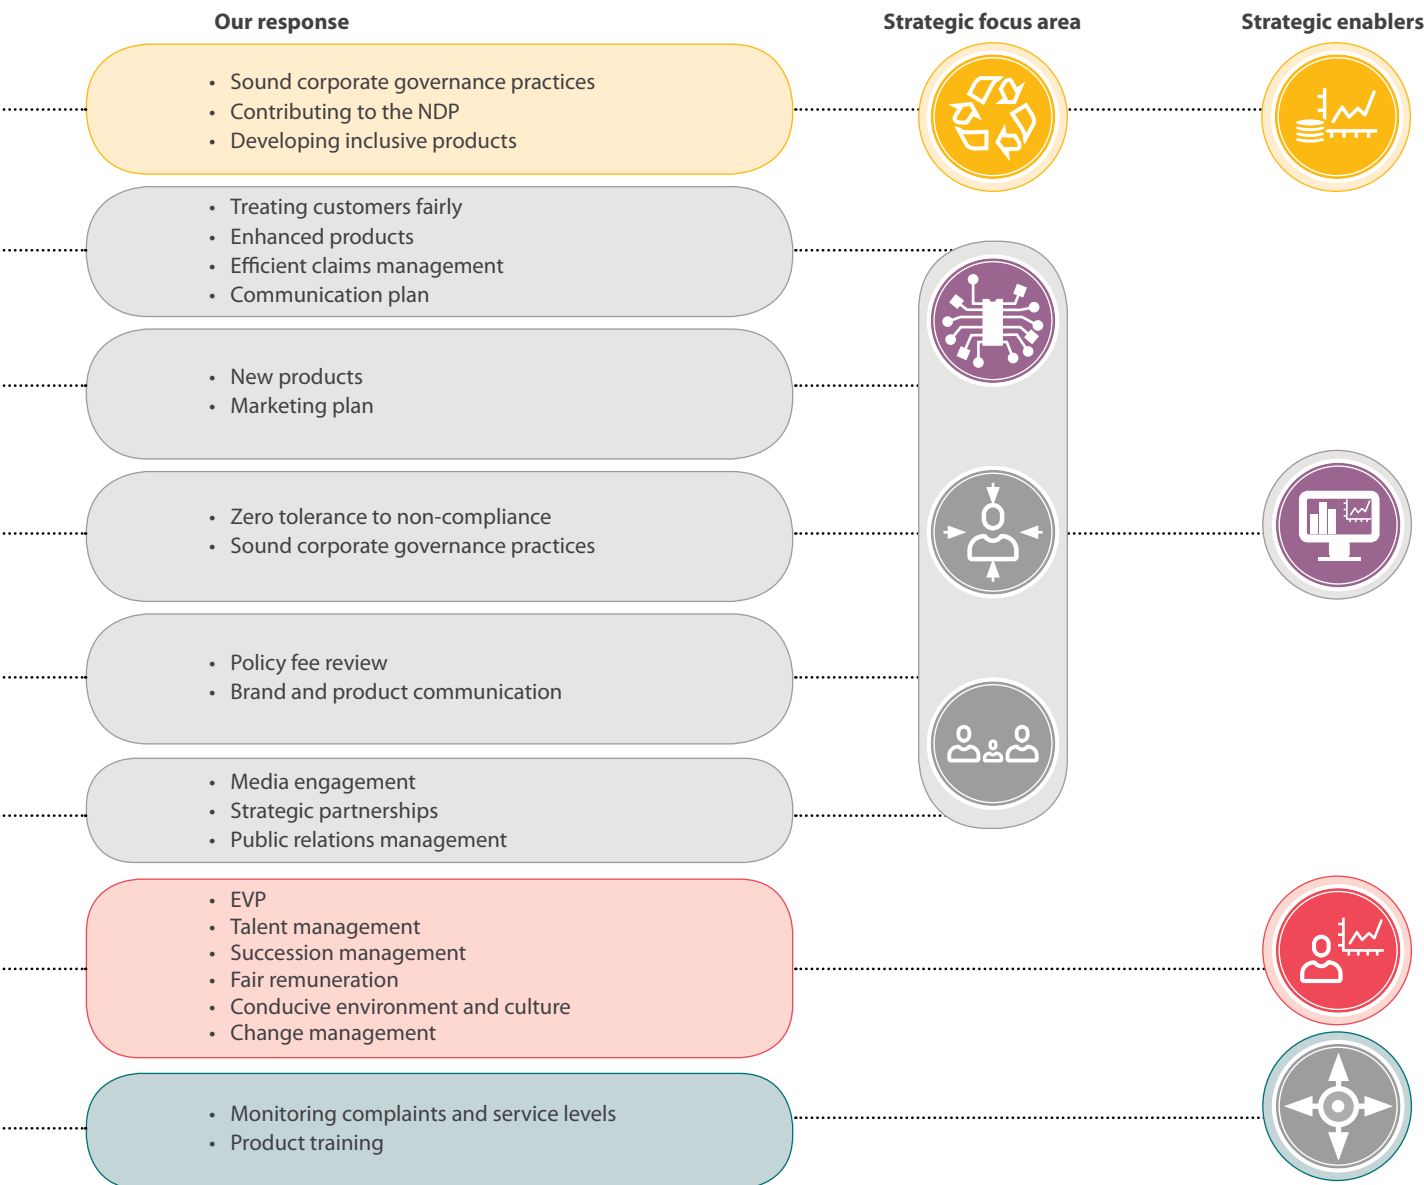 Our response
Strategic focus area
Strategic enablers
• Sound corporate governance practices
• Contributing to the NDP
• Developing inclusive products
• Treating customers fairly
• Enhanced products
• Efficient claims management
• Communication plan
• New products
• Marketing plan
• Zero tolerance to non-compliance
• Sound corporate governance practices
• Policy fee review
• Brand and product communication
• Media engagement
• Strategic partnerships
• Public relations management
• EVP
• Talent management
• Succession management
• Fair remuneration
• Conducive environment and culture
• Change management
• Monitoring complaints and service levels
• Product training